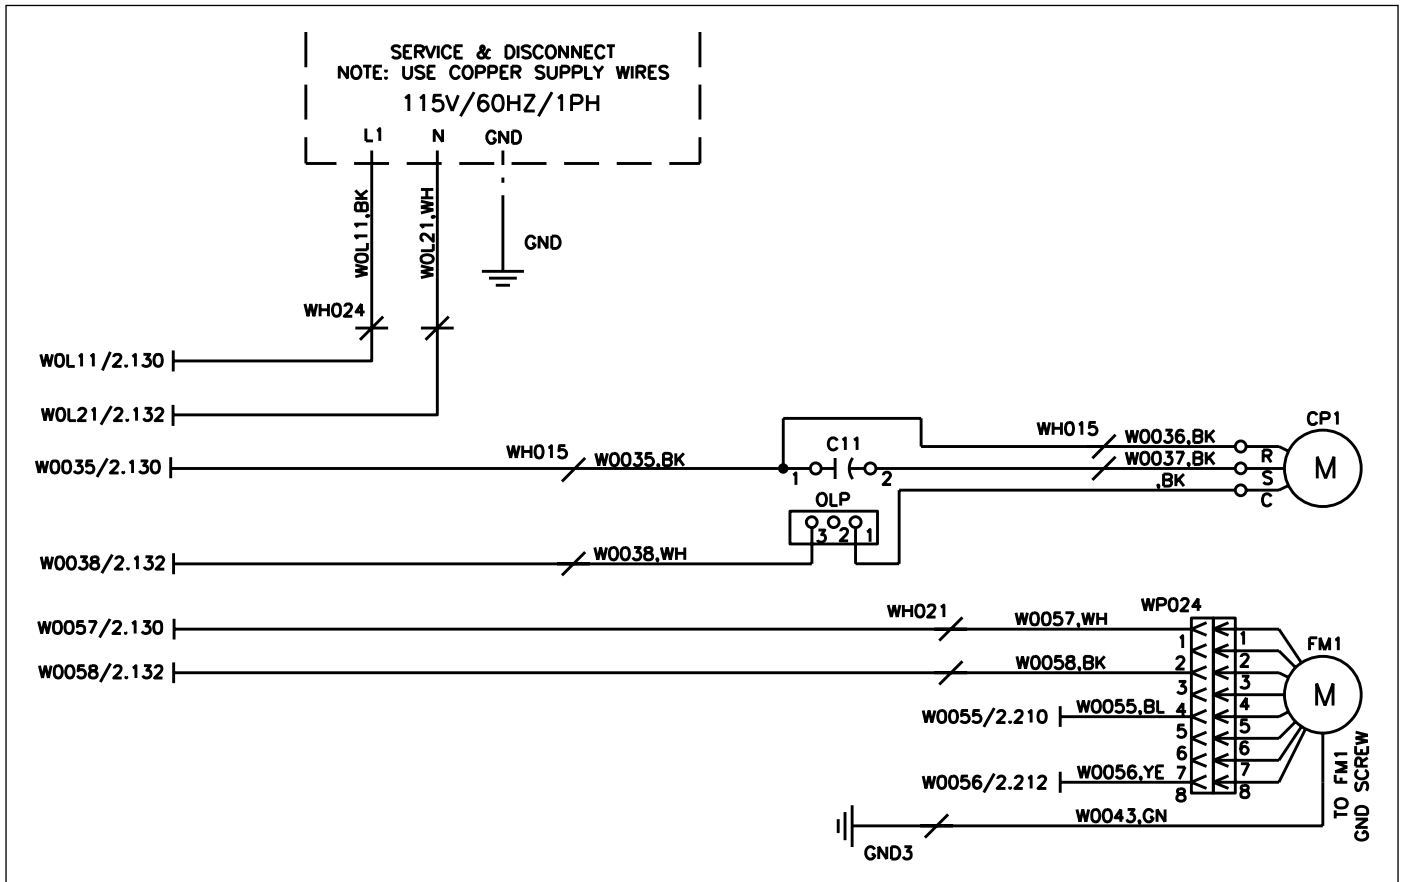 SERVICE & DISCONNECT
NOTE: USE COPPER SUPPLY WIRES
115V/60HZ/1PH
L1 N GND
W0L11,BK
W0L21,WH
GND
WH024
W0L11/2.130
W0L21/2.132
W0035/2.130
WH015
W0035,BK
1
C11
2
WH015
W0036,BK
W0037,BK
,BK
R
S
C
CP1
M
OLP
3 2 1
W0038/2.132
W0038,WH
W0057/2.130
WH021
W0057,WH
W0058/2.132
W0058,BK
W0055/2.210
W0055,BL
W0056/2.212
W0056,YE
WP024
1 1
2 2
3 3
4 4
5 5
6 6
7 7
8 8
FM1
M
TO FM1
GND SCREW
W0043,GN
GND3